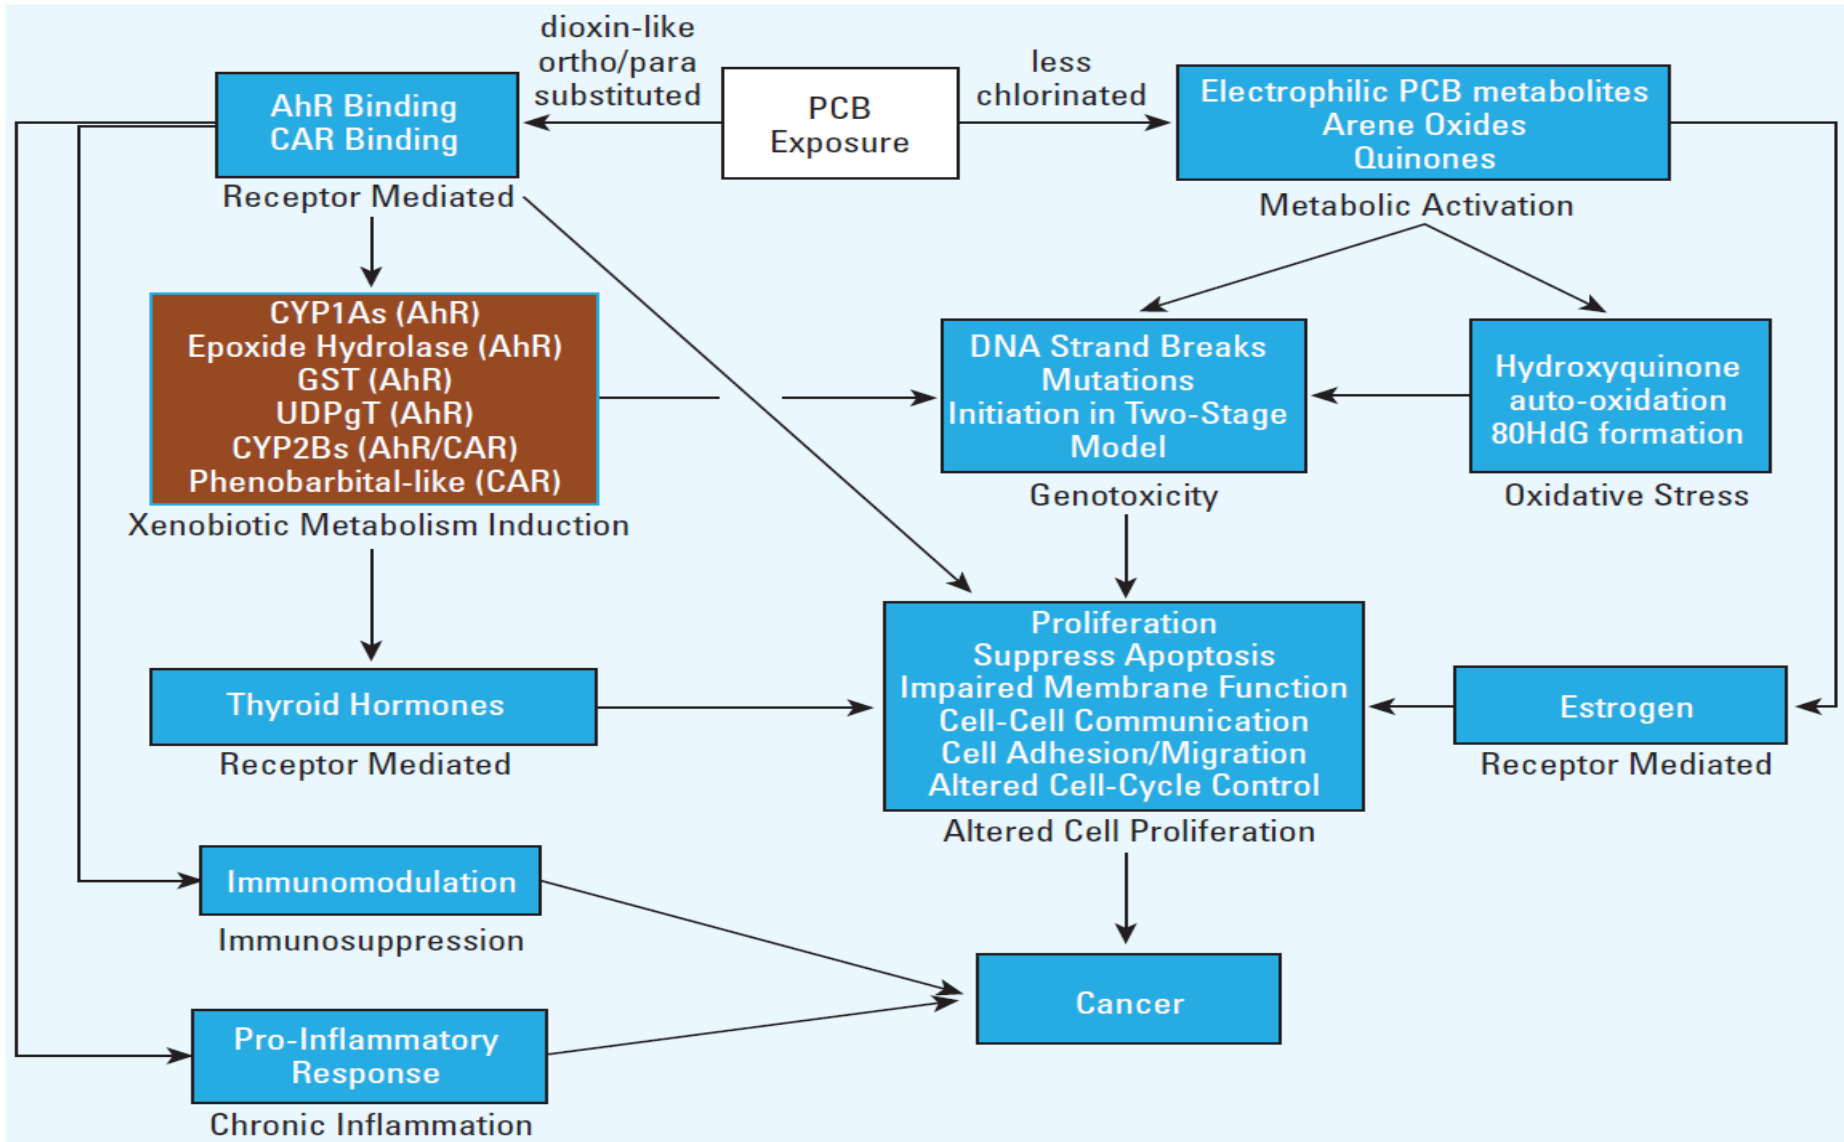 dioxin-like
ortho/para
substituted
less
chlorinated
AhR Binding
CAR Binding
Receptor Mediated
PCB
Exposure
Electrophilic PCB metabolites
Arene Oxides
Quinones
Metabolic Activation
CYP1As (AhR)
Epoxide Hydrolase (AhR)
GST (AhR)
UDPgT (AhR)
CYP2Bs (AhR/CAR)
Phenobarbital-like (CAR)
Xenobiotic Metabolism Induction
DNA Strand Breaks
Mutations
Initiation in Two-Stage
Model
Genotoxicity
Hydroxyquinone
auto-oxidation
80HdG formation
Oxidative Stress
Thyroid Hormones
Receptor Mediated
Proliferation
Suppress Apoptosis
Impaired Membrane Function
Cell-Cell Communication
Cell Adhesion/Migration
Altered Cell-Cycle Control
Altered Cell Proliferation
Estrogen
Receptor Mediated
Immunomodulation
Immunosuppression
Cancer
Pro-Inflammatory
Response
Chronic Inflammation